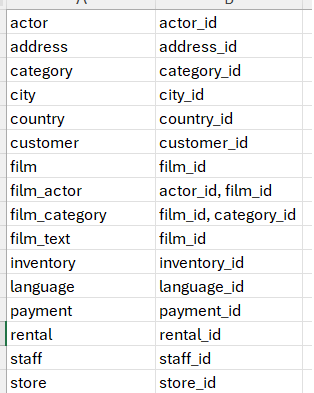 actor actor_id
address address_id
category category_id
city city_id
country country_id
customer customer_id
film film_id
film_actor actor_id, film_id
film_category film_id, category_id
film_text film_id
inventory inventory_id
language language_id
payment payment_id
rental rental_id
staff staff_id
store store_id